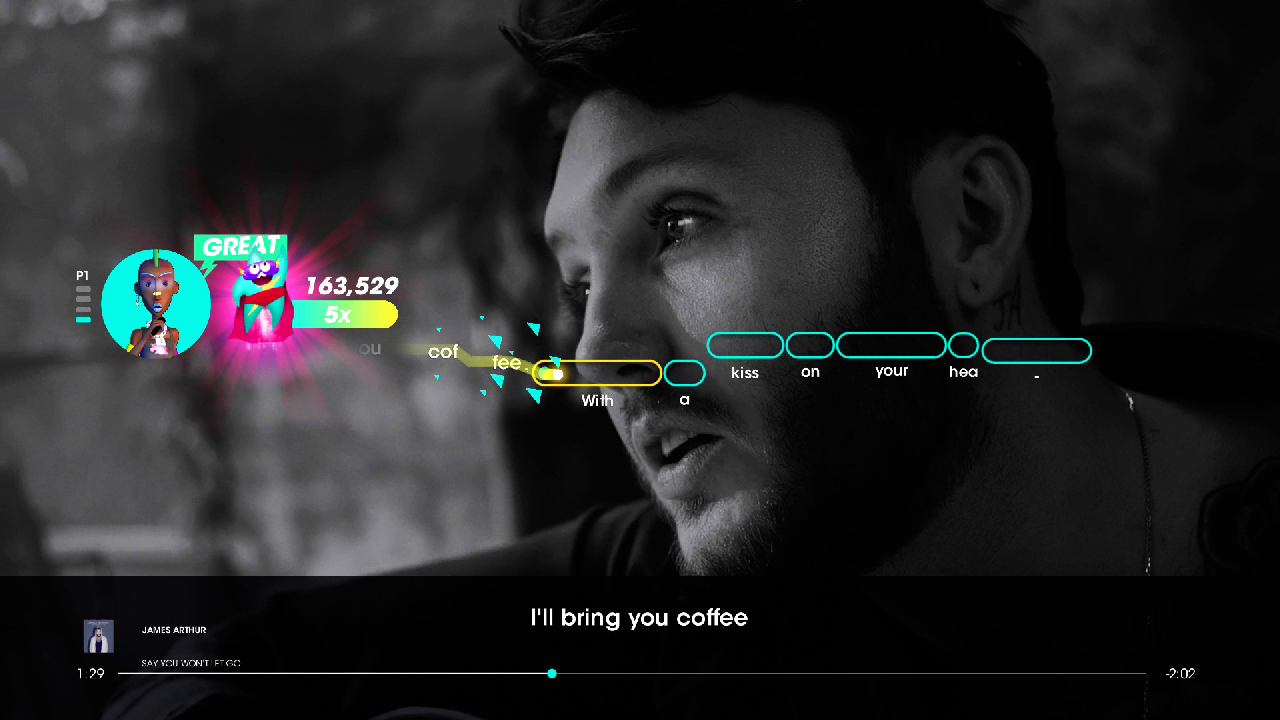 GREAT
P1
163,529
5x
ou
cof fee
With a kiss on your hea -
I'll bring you coffee
JAMES ARTHUR
SAY YOU WON'T LET GO
1:29
-2:02